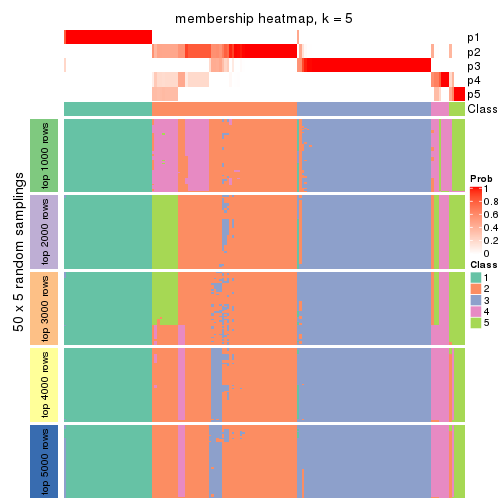 membership heatmap, k = 5
p1
p2
p3
p4
p5
Class
50 x 5 random samplings
top 1000 rows
top 2000 rows
top 3000 rows
top 4000 rows
top 5000 rows
Prob
1
0.8
0.6
0.4
0.2
0
Class
1
2
3
4
5